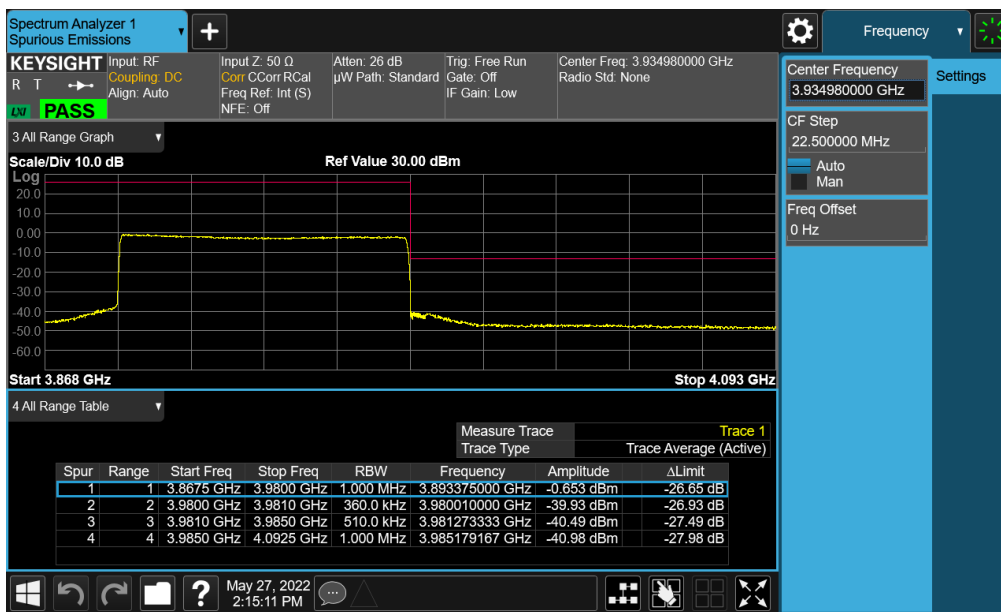 Spectrum Analyzer 1
Spurious Emissions
+
Frequency
KEYSIGHT
R T
LXI PASS
Input: RF
Coupling: DC
Align: Auto
Input Z: 50 Ω
Corr CCorr RCal
Freq Ref: Int (S)
NFE: Off
Atten: 26 dB
µW Path: Standard
Trig: Free Run
Gate: Off
IF Gain: Low
Center Freq: 3.934980000 GHz
Radio Std: None
Center Frequency
3.934980000 GHz
Settings
CF Step
22.500000 MHz
Auto
Man
Freq Offset
0 Hz
3 All Range Graph
Scale/Div 10.0 dB Ref Value 30.00 dBm
Log
20.0
10.0
0.00
-10.0
-20.0
-30.0
-40.0
-50.0
-60.0
Start 3.868 GHz Stop 4.093 GHz
4 All Range Table
Measure Trace Trace 1
Trace Type Trace Average (Active)
Spur Range Start Freq Stop Freq RBW Frequency Amplitude ΔLimit
1 1 3.8675 GHz 3.9800 GHz 1.000 MHz 3.893375000 GHz -0.653 dBm -26.65 dB
2 2 3.9800 GHz 3.9810 GHz 360.0 kHz 3.980010000 GHz -39.93 dBm -26.93 dB
3 3 3.9810 GHz 3.9850 GHz 510.0 kHz 3.981273333 GHz -40.49 dBm -27.49 dB
4 4 3.9850 GHz 4.0925 GHz 1.000 MHz 3.985179167 GHz -40.98 dBm -27.98 dB
?
May 27, 2022
2:15:11 PM